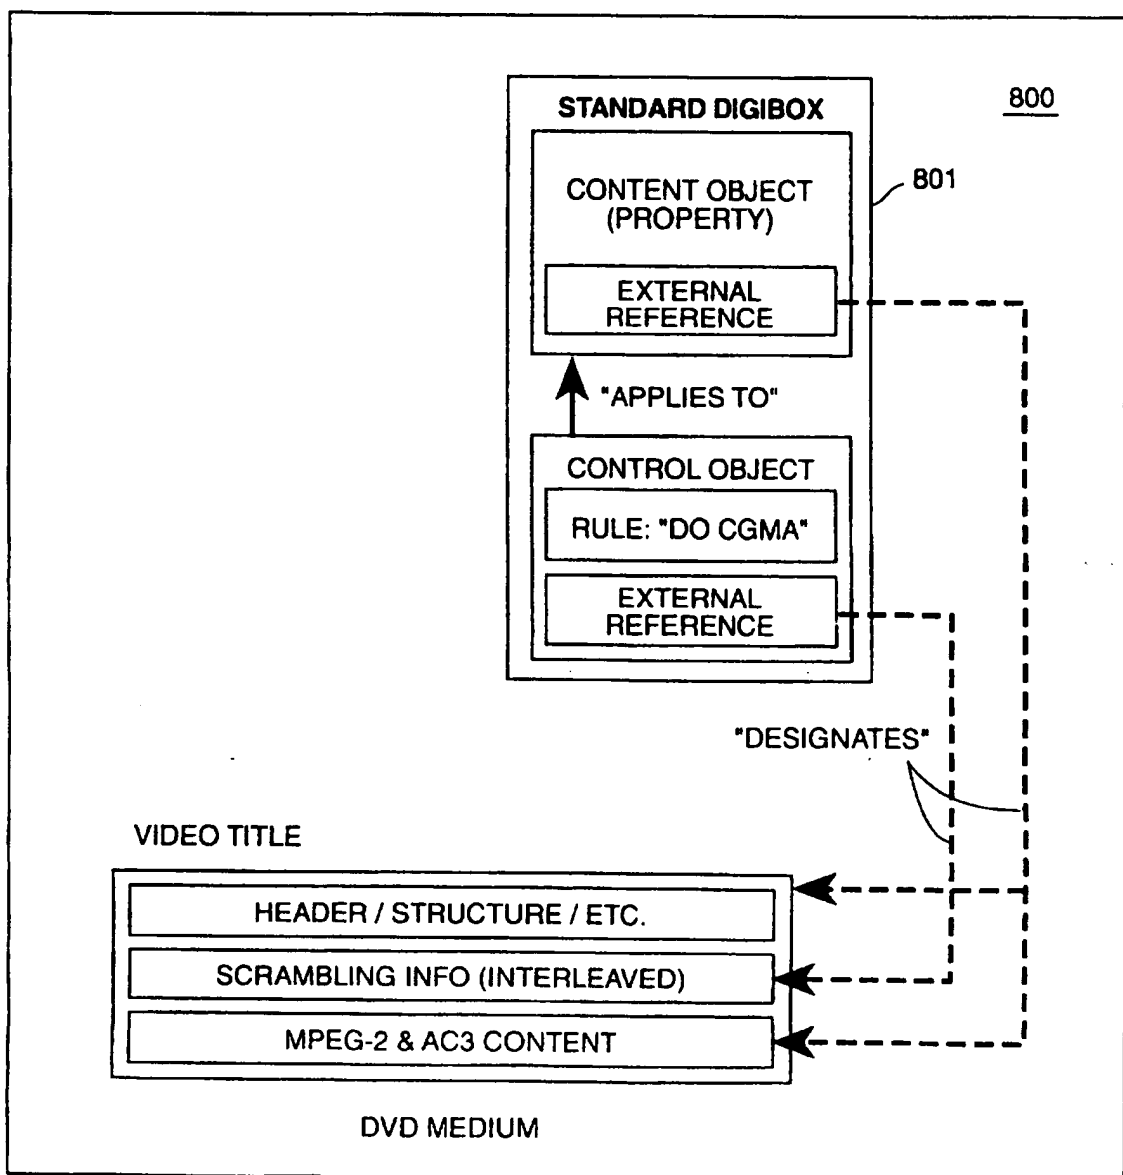 800
STANDARD DIGIBOX
801
CONTENT OBJECT
(PROPERTY)
EXTERNAL
REFERENCE
"APPLIES TO"
CONTROL OBJECT
RULE: "DO CGMA"
EXTERNAL
REFERENCE
"DESIGNATES"
VIDEO TITLE
HEADER / STRUCTURE / ETC.
SCRAMBLING INFO (INTERLEAVED)
MPEG-2 & AC3 CONTENT
DVD MEDIUM